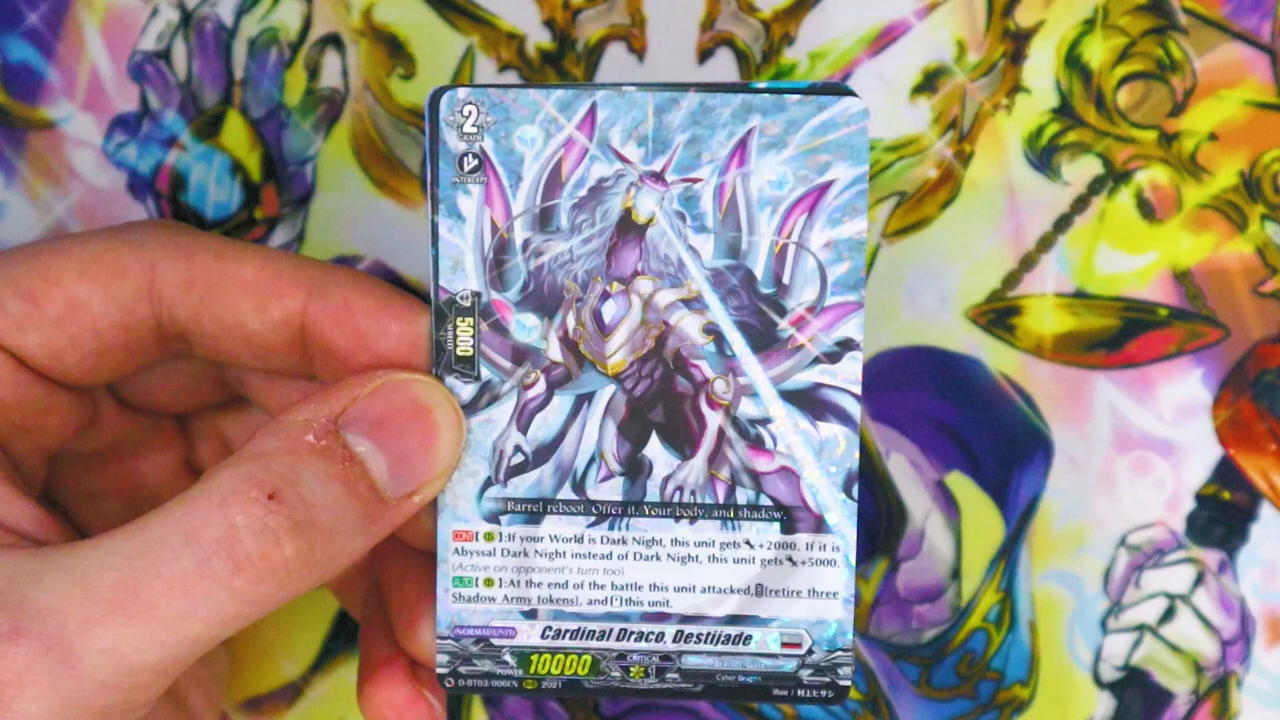 2
GRADE
INTERCEPT
5000
SHIELD
Barrel reboot. Offer it. Your body, and shadow.
CONT[ ]:If your World is Dark Night, this unit gets +2000. If it is
Abyssal Dark Night instead of Dark Night, this unit gets +5000.
(Active on opponent's turn too)
AUTO[ ]:At the end of the battle this unit attacked, [retire three
Shadow Army tokens], and [ ] this unit.
NORMAL UNIT
Cardinal Draco, Destijade
POWER 10000 CRITICAL 1
Brandt Gate
Cyber Dragon
D-BT03/006EN RRR 2021
illust / 村上ヒサシ